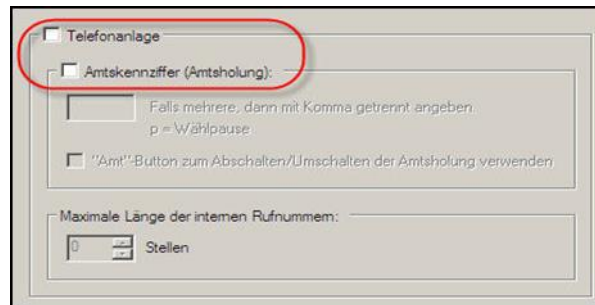 Telefonanlage
Amtskennziffer (Amtsholung):
Falls mehrere, dann mit Komma getrennt angeben.
p = Wählpause
"Amt"-Button zum Abschalten/Umschalten der Amtsholung verwenden
Maximale Länge der internen Rufnummern:
0 Stellen